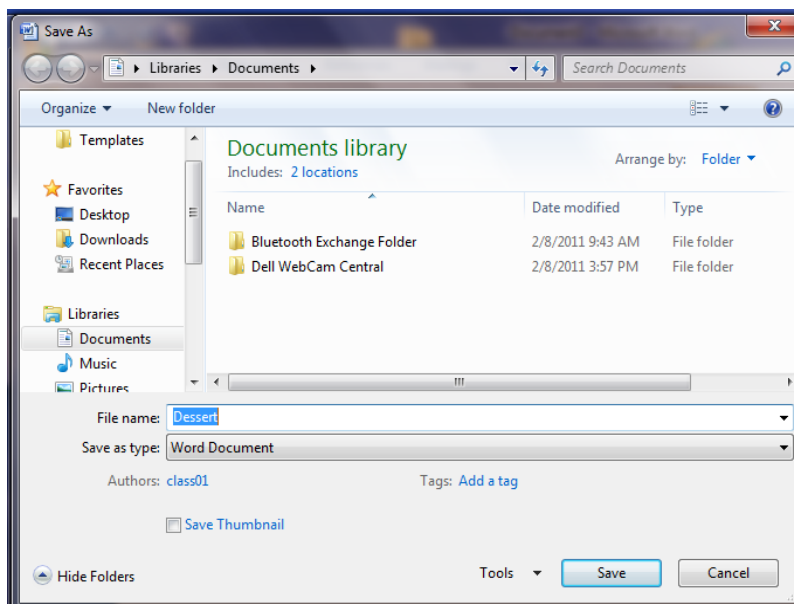 Save As
Libraries Documents
Search Documents
Organize New folder
Templates
Favorites
Desktop
Downloads
Recent Places
Libraries
Documents
Music
Pictures
Documents library
Includes: 2 locations
Arrange by: Folder
Name Date modified Type
Bluetooth Exchange Folder 2/8/2011 9:43 AM File folder
Dell WebCam Central 2/8/2011 3:57 PM File folder
File name: Dessert
Save as type: Word Document
Authors: class01 Tags: Add a tag
Save Thumbnail
Hide Folders Tools Save Cancel